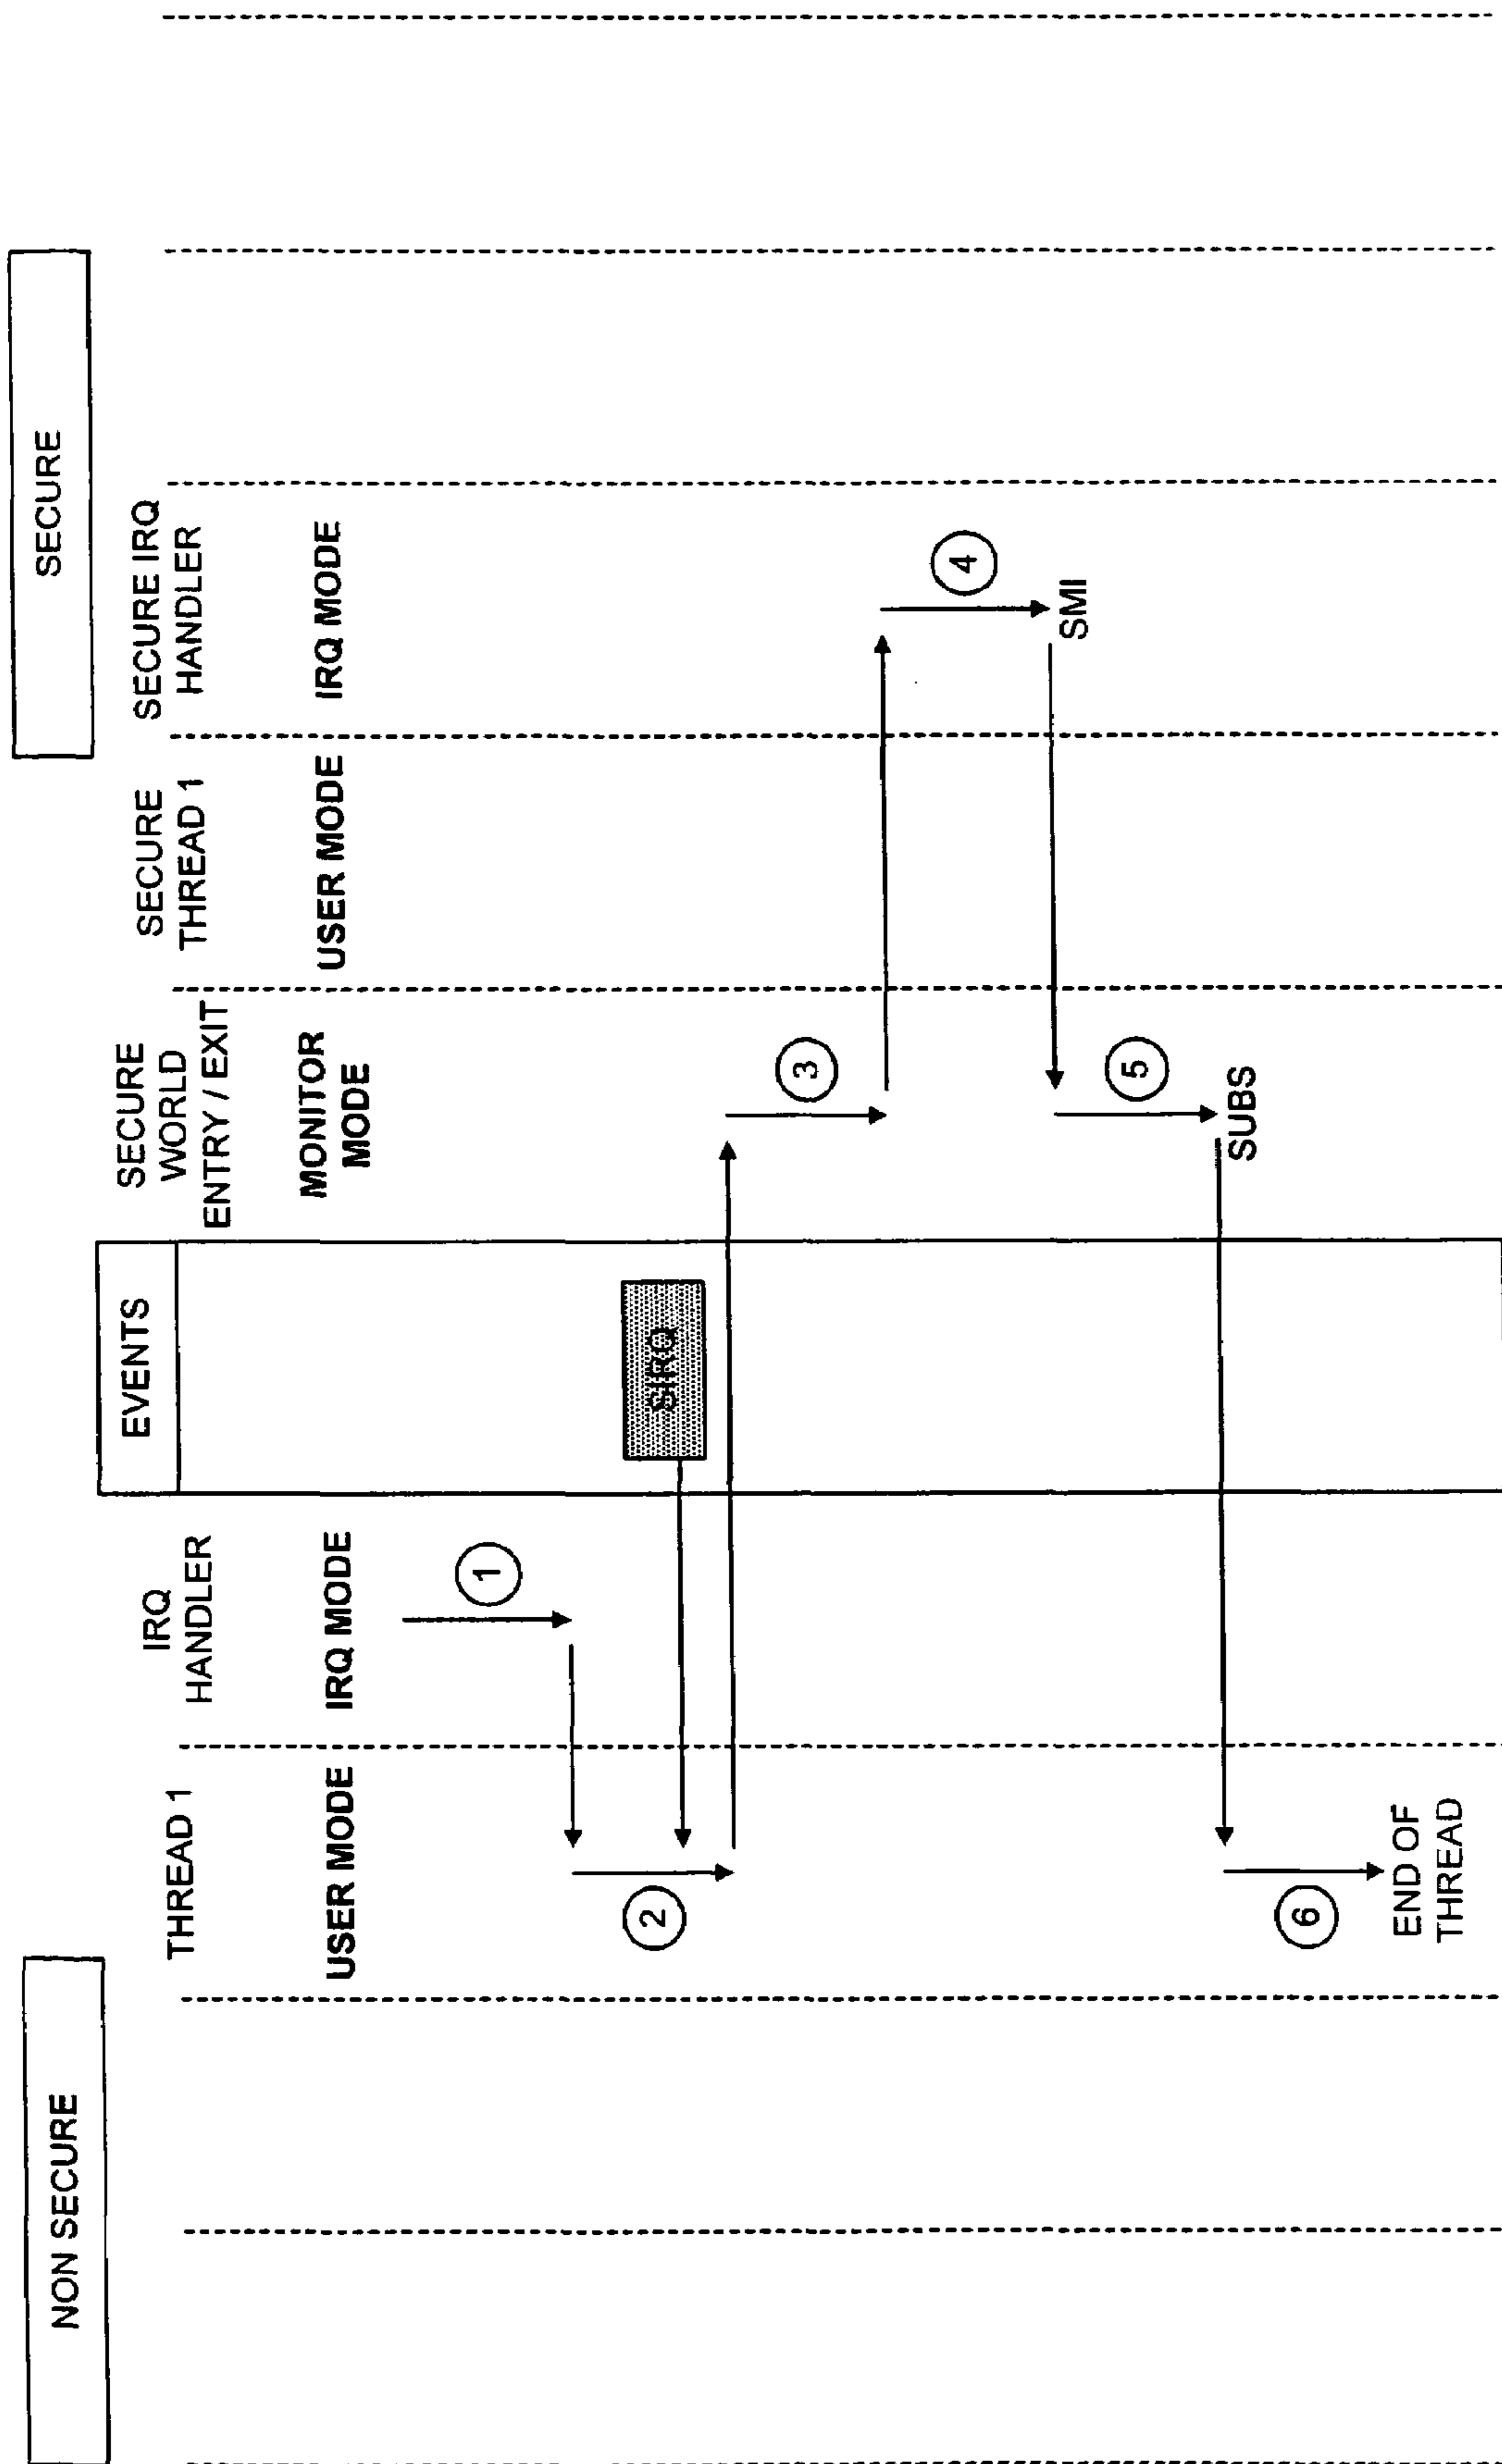 NON SECURE
SECURE
EVENTS
THREAD 1
IRQ
HANDLER
SECURE
WORLD
ENTRY / EXIT
SECURE
THREAD 1
SECURE IRQ
HANDLER
USER MODE
IRQ MODE
MONITOR
MODE
USER MODE
IRQ MODE
1
2
SIRQ
3
4
SMI
5
SUBS
6
END OF
THREAD